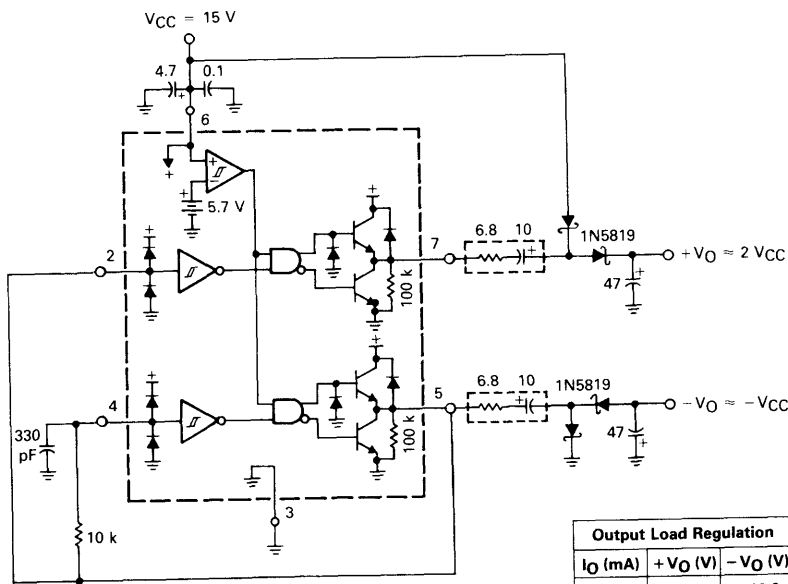 VCC = 15 V
4.7
0.1
6
+
+
−
+
5.7 V
+
2
+
7
6.8
10
+
1N5819
+VO ≈ 2 VCC
47
+
100 k
+
4
+
5
6.8
+
10
1N5819
−VO ≈ −VCC
47
+
100 k
330
pF
10 k
3
Output Load Regulation
IO (mA) +VO (V) −VO (V)